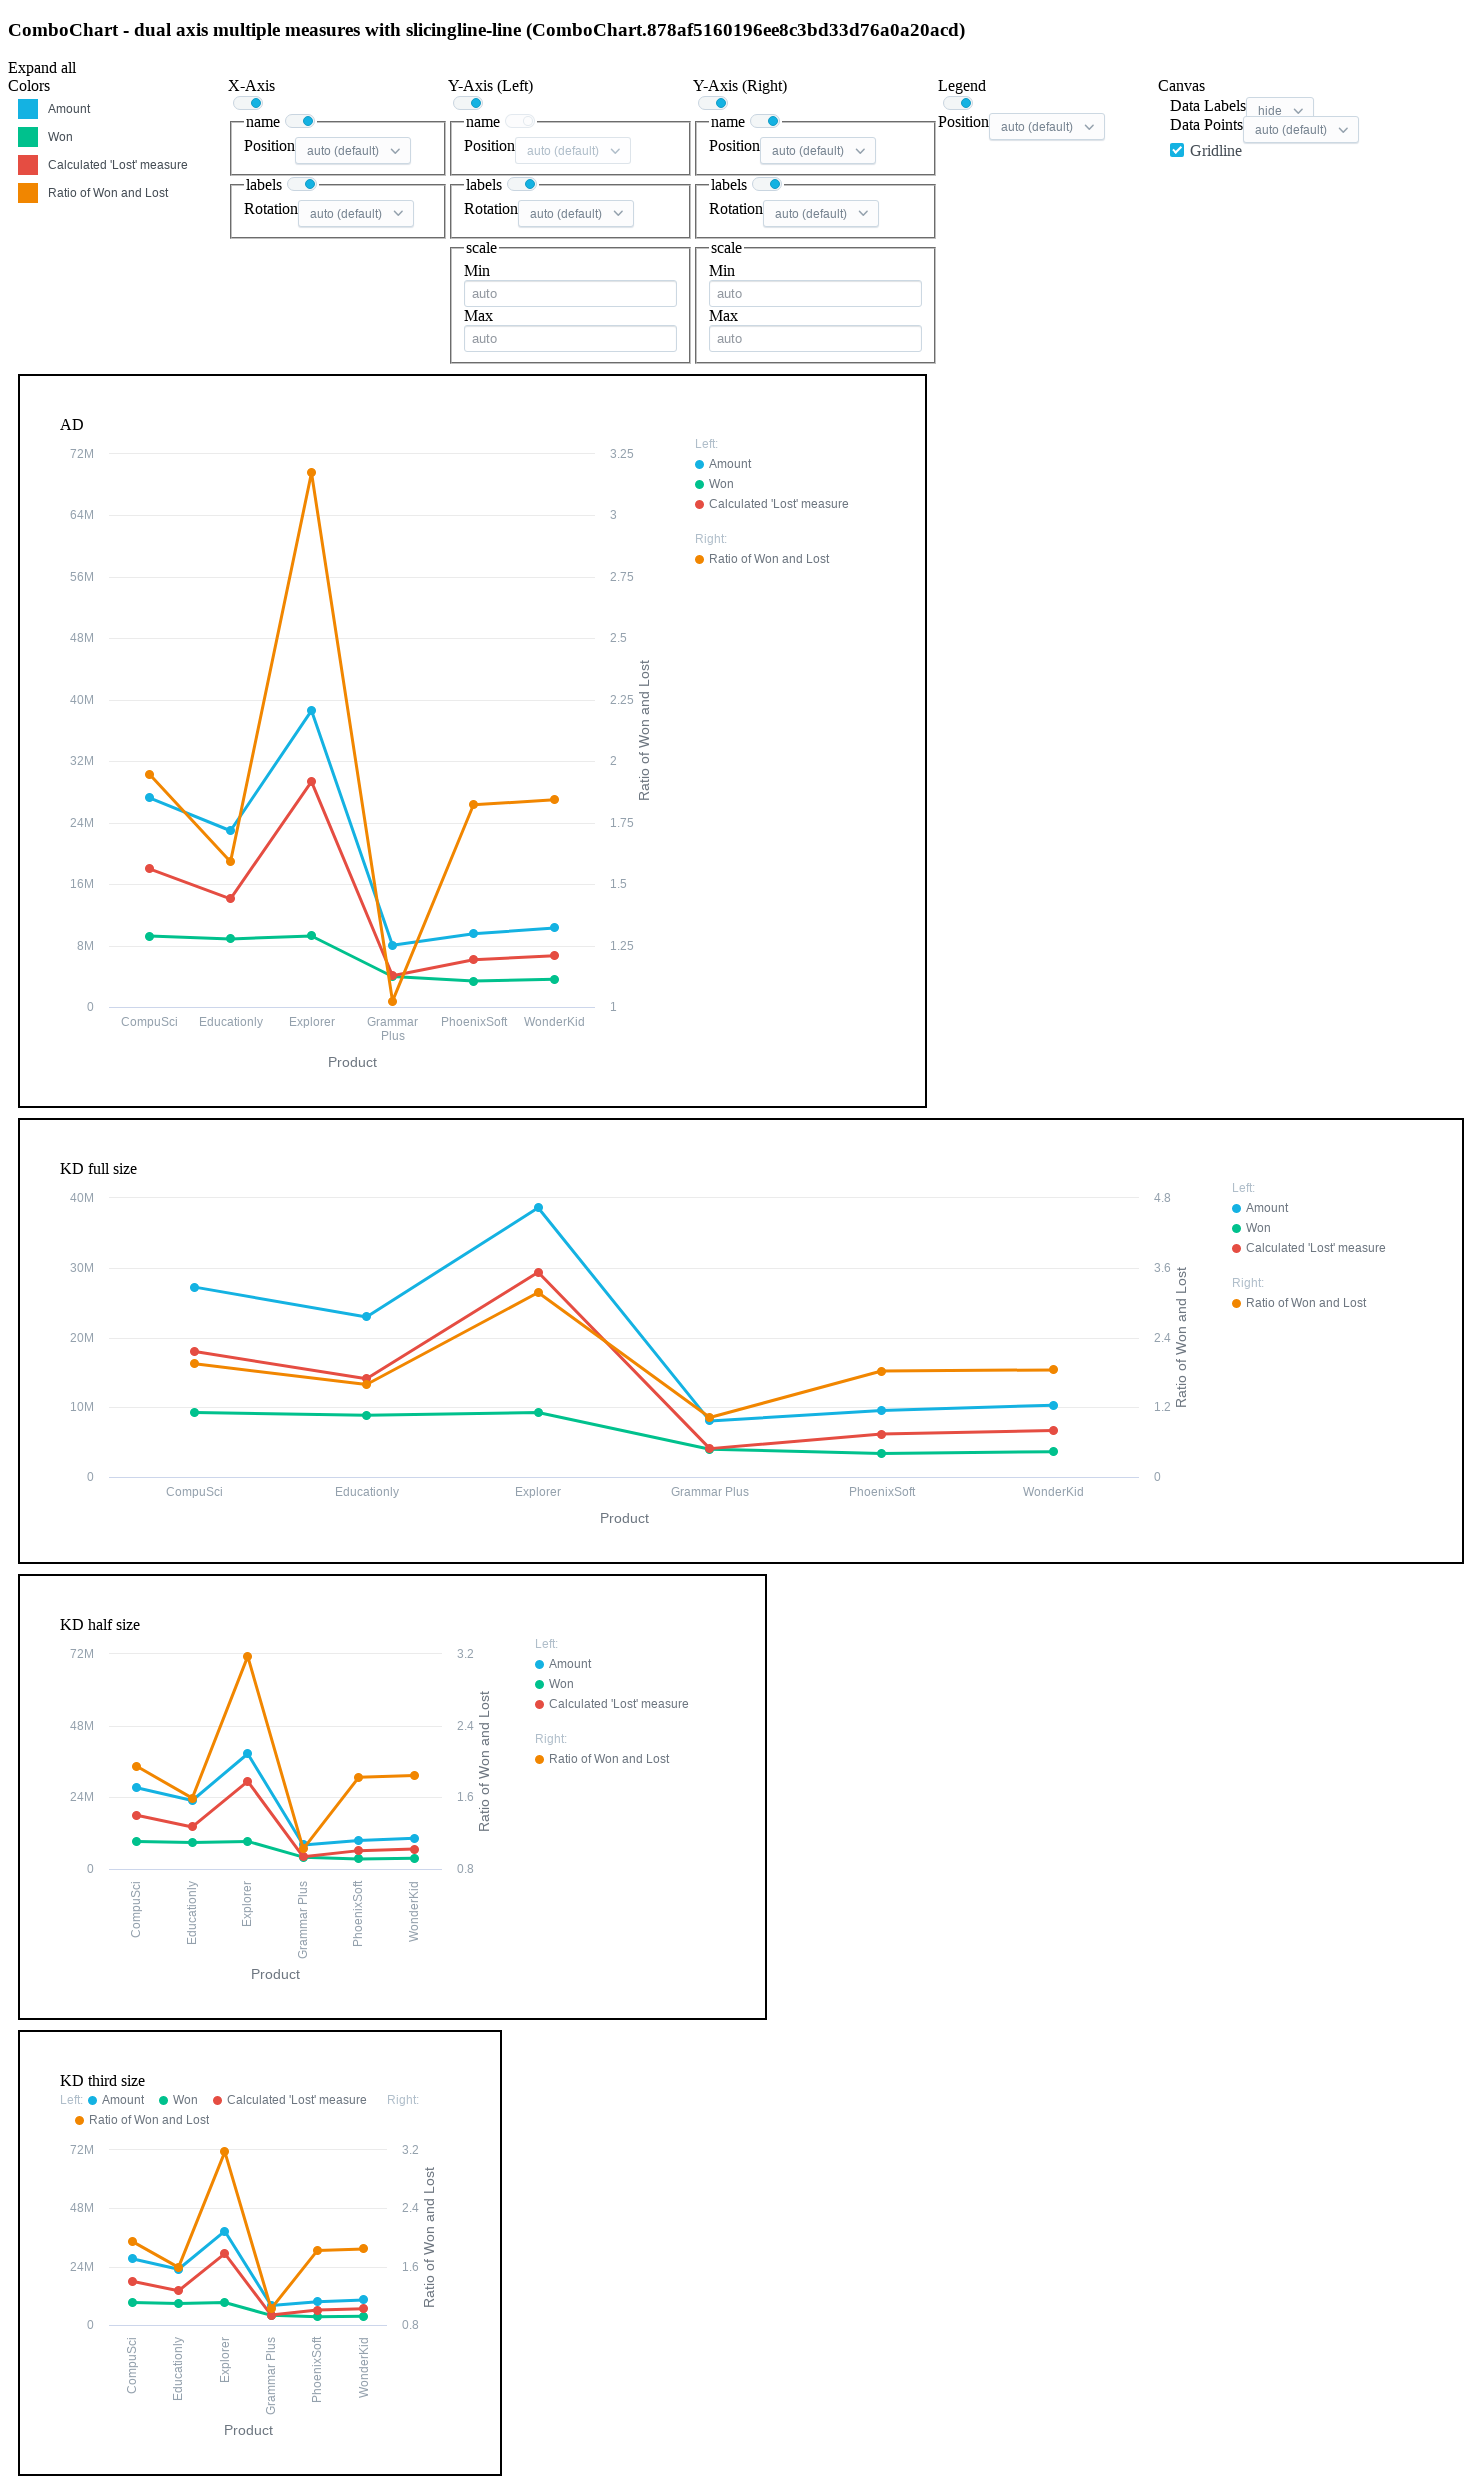 ComboChart - dual axis multiple measures with slicingline-line (ComboChart.878af5160196ee8c3bd33d76a0a20acd)
Expand all
Colors
Amount
Won
Calculated 'Lost' measure
Ratio of Won and Lost
X-Axis
name
Position auto (default)
labels
Rotation auto (default)
Y-Axis (Left)
name
Position auto (default)
labels
Rotation auto (default)
scale
Min
auto
Max
auto
Y-Axis (Right)
name
Position auto (default)
labels
Rotation auto (default)
scale
Min
auto
Max
auto
Legend
Position auto (default)
Canvas
Data Labels hide
Data Points auto (default)
Gridline
AD
72M
64M
56M
48M
40M
32M
24M
16M
8M
0
3.25
3
2.75
2.5
2.25
2
1.75
1.5
1.25
1
Ratio of Won and Lost
CompuSci Educationly Explorer Grammar Plus PhoenixSoft WonderKid
Product
Left:
Amount
Won
Calculated 'Lost' measure
Right:
Ratio of Won and Lost
KD full size
40M
30M
20M
10M
0
4.8
3.6
2.4
1.2
0
Ratio of Won and Lost
CompuSci Educationly Explorer Grammar Plus PhoenixSoft WonderKid
Product
Left:
Amount
Won
Calculated 'Lost' measure
Right:
Ratio of Won and Lost
KD half size
72M
48M
24M
0
3.2
2.4
1.6
0.8
Ratio of Won and Lost
CompuSci Educationly Explorer Grammar Plus PhoenixSoft WonderKid
Product
Left:
Amount
Won
Calculated 'Lost' measure
Right:
Ratio of Won and Lost
KD third size
Left: Amount Won Calculated 'Lost' measure Right:
Ratio of Won and Lost
72M
48M
24M
0
3.2
2.4
1.6
0.8
Ratio of Won and Lost
CompuSci Educationly Explorer Grammar Plus PhoenixSoft WonderKid
Product